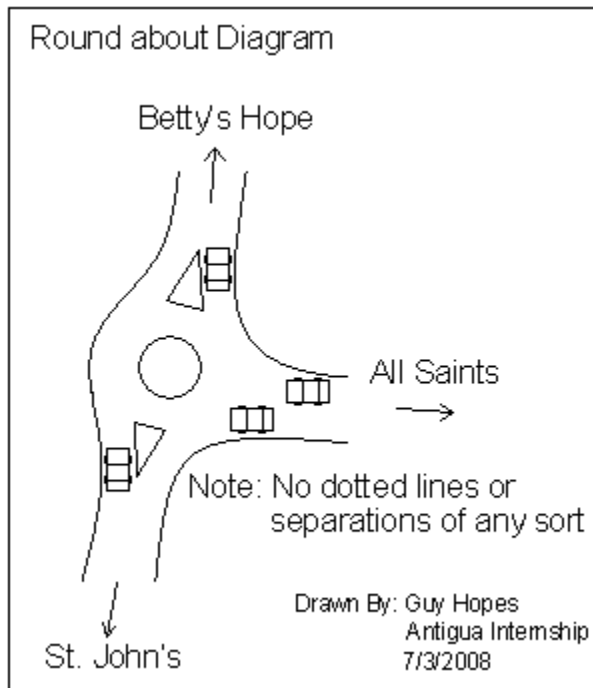 Round about Diagram
Betty's Hope
All Saints
Note: No dotted lines or
separations of any sort
Drawn By: Guy Hopes
Antigua Internship
7/3/2008
St. John's